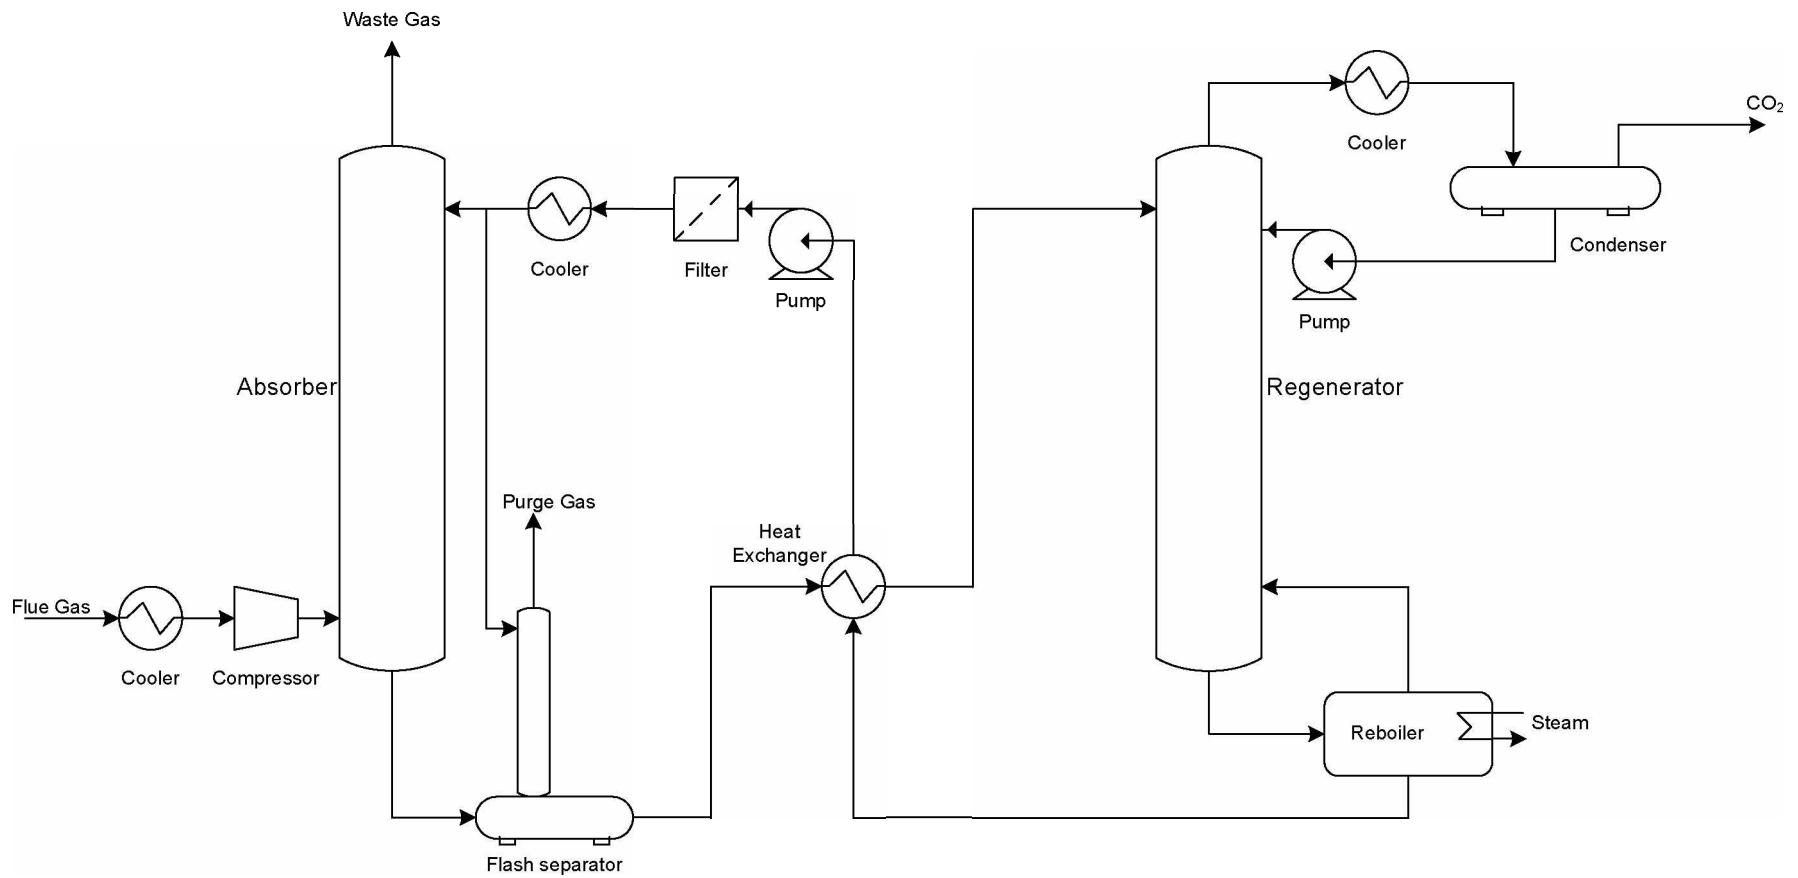 Waste Gas
CO₂
Cooler
Condenser
Cooler
Filter
Pump
Pump
Absorber
Regenerator
Purge Gas
Heat
Exchanger
Flue Gas
Cooler
Compressor
Reboiler
Steam
Flash separator